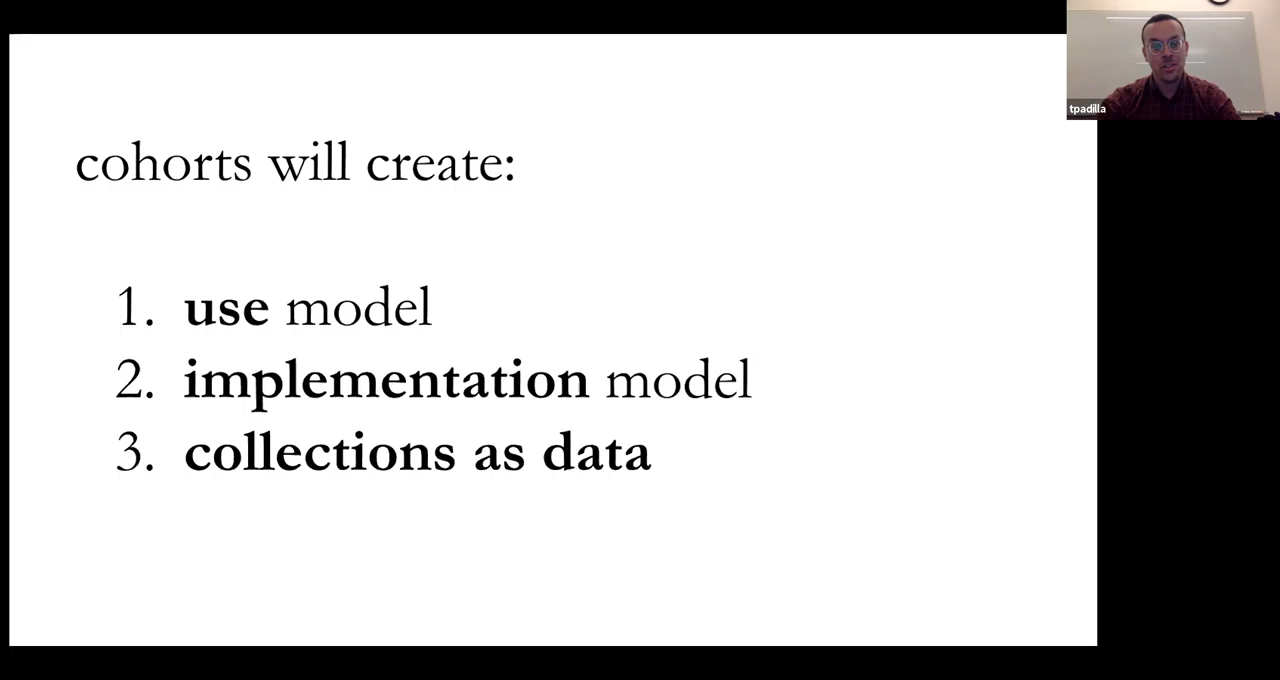 tpadilla
cohorts will create:
1. use model
2. implementation model
3. collections as data